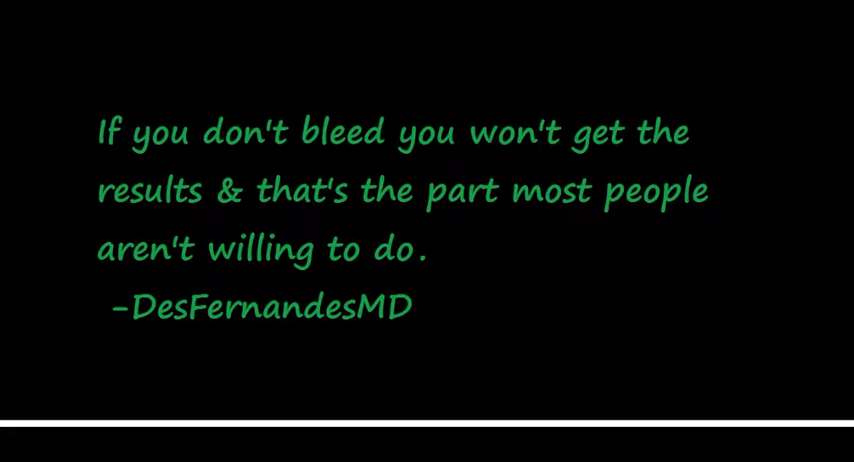 If you don't bleed you won't get the
results & that's the part most people
aren't willing to do.
-DesFernandesMD